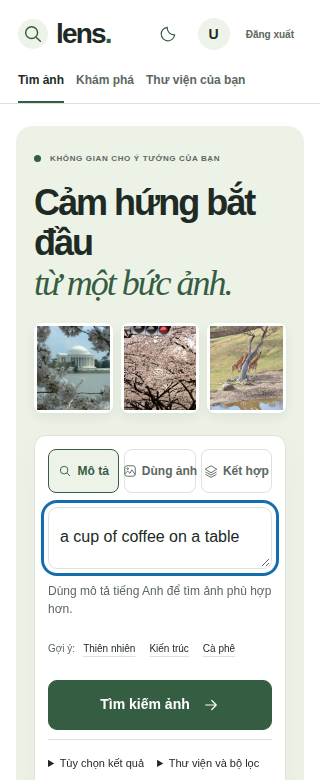 lens.
U
Đăng xuất
Tìm ảnh
Khám phá
Thư viện của bạn
KHÔNG GIAN CHO Ý TƯỞNG CỦA BẠN
Cảm hứng bắt
đầu
từ một bức ảnh.
Mô tả
Dùng ảnh
Kết hợp
a cup of coffee on a table
Dùng mô tả tiếng Anh để tìm ảnh phù hợp
hơn.
Gợi ý: Thiên nhiên Kiến trúc Cà phê
Tìm kiếm ảnh
Tùy chọn kết quả
Thư viện và bộ lọc